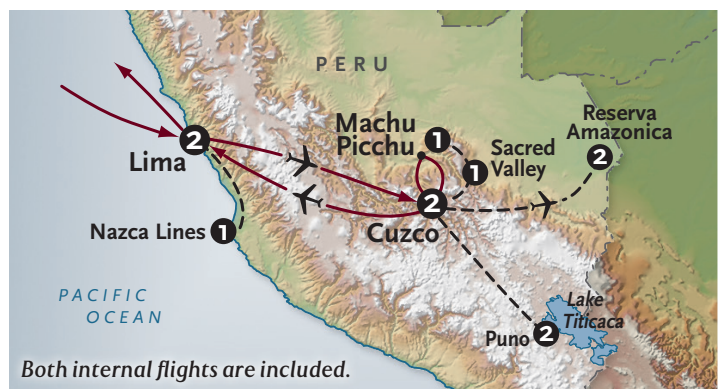 PERU
Reserva
Amazonica
2
Machu
Picchu
1
Sacred
Valley
1
2
Lima
2
Cuzco
Nazca Lines
1
PACIFIC
OCEAN
Lake
Titicaca
Puno
2
Both internal flights are included.